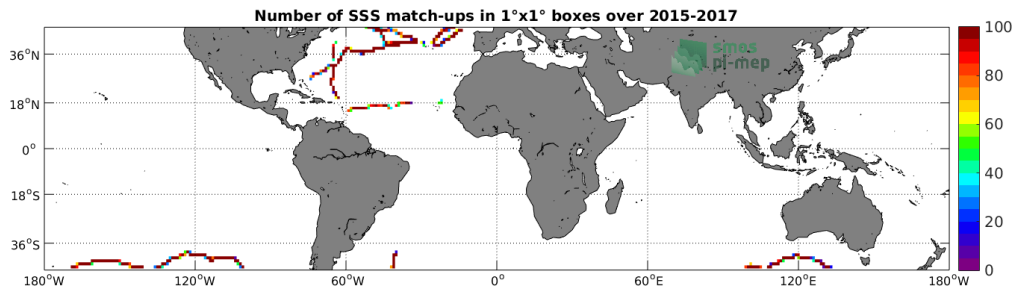 Number of SSS match-ups in 1°x1° boxes over 2015-2017
smos
pi-mep
36°N
18°N
0°
18°S
36°S
180°W 120°W 60°W 0° 60°E 120°E 180°W
100
80
60
40
20
0